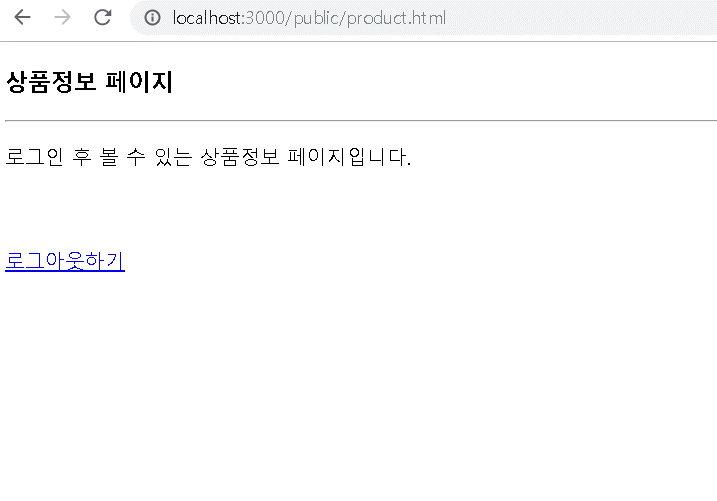 localhost:3000/public/product.html
상품정보 페이지
로그인 후 볼 수 있는 상품정보 페이지입니다.
로그아웃하기